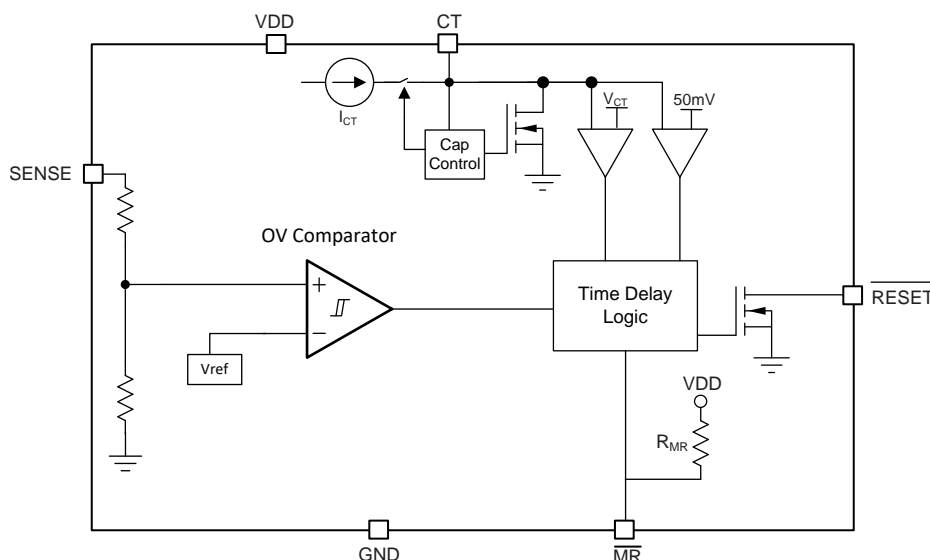 VDD
CT
I_CT
V_CT
50mV
Cap
Control
SENSE
OV Comparator
+
−
Vref
Time Delay
Logic
RESET
VDD
R_MR
GND
MR